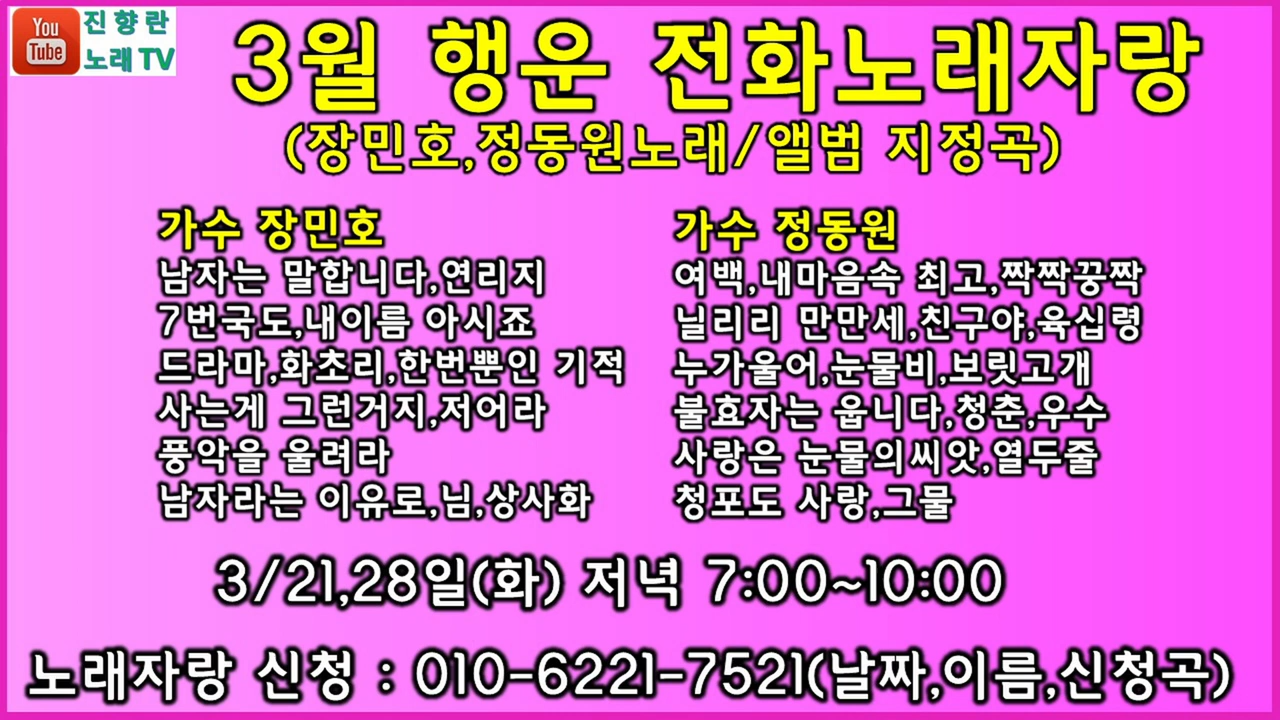 You
Tube
진향란
노래TV
3월 행운 전화노래자랑
(장민호,정동원노래/앨범 지정곡)
가수 장민호
남자는 말합니다,연리지
7번국도,내이름 아시죠
드라마,화초리,한번뿐인 기적
사는게 그런거지,저어라
풍악을 울려라
남자라는 이유로,님,상사화
가수 정동원
여백,내마음속 최고,짝짝꿍짝
닐리리 만만세,친구야,육십령
누가울어,눈물비,보릿고개
불효자는 웁니다,청춘,우수
사랑은 눈물의씨앗,열두줄
청포도 사랑,그물
3/21,28일(화) 저녁 7:00~10:00
노래자랑 신청 : 010-6221-7521(날짜,이름,신청곡)